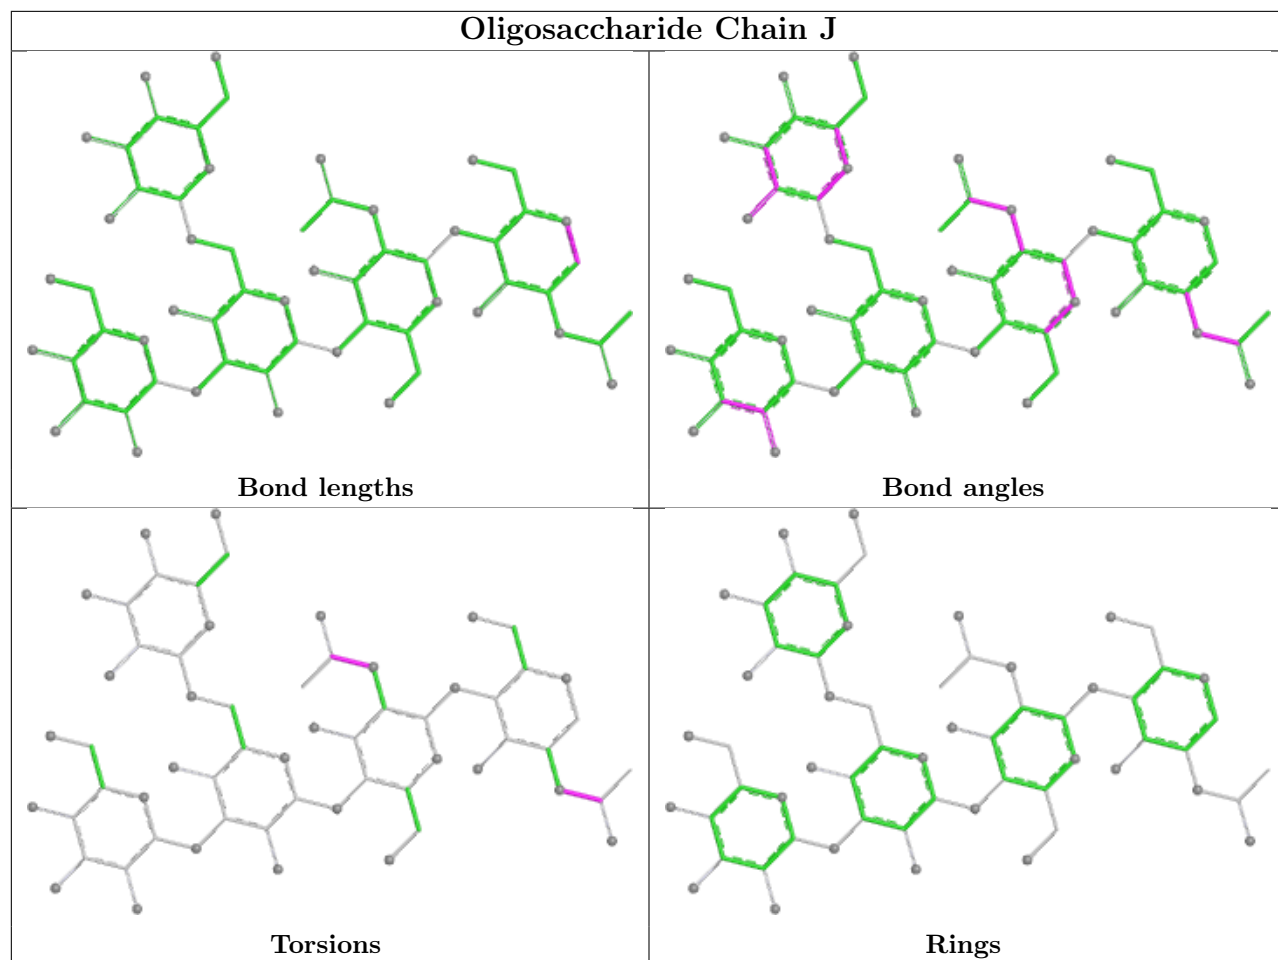 Oligosaccharide Chain J
Bond lengths
Bond angles
Torsions
Rings